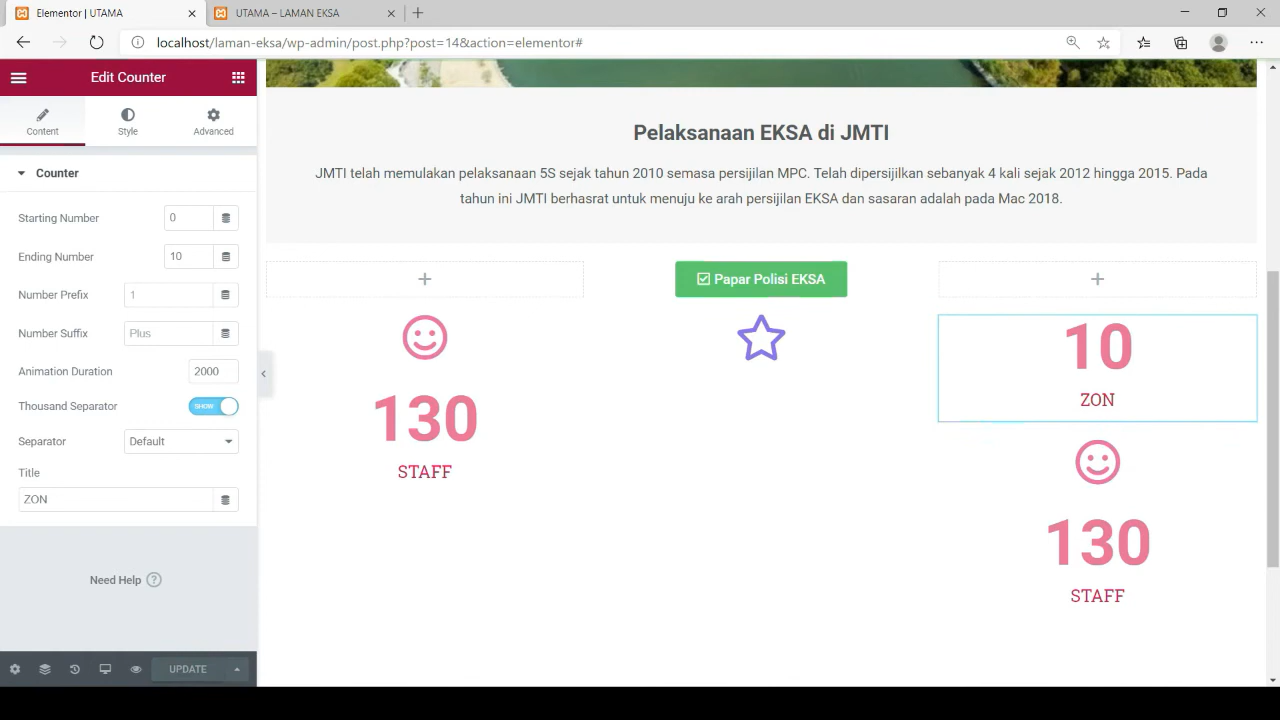 Elementor | UTAMA
UTAMA – LAMAN EKSA
localhost/laman-eksa/wp-admin/post.php?post=14&action=elementor#
Edit Counter
Content
Style
Advanced
Counter
Starting Number
0
Ending Number
10
Number Prefix
1
Number Suffix
Plus
Animation Duration
2000
Thousand Separator
SHOW
Separator
Default
Title
ZON
Need Help ?
UPDATE
Pelaksanaan EKSA di JMTI
JMTI telah memulakan pelaksanaan 5S sejak tahun 2010 semasa persijilan MPC. Telah dipersijilkan sebanyak 4 kali sejak 2012 hingga 2015. Pada
tahun ini JMTI berhasrat untuk menuju ke arah persijilan EKSA dan sasaran adalah pada Mac 2018.
Papar Polisi EKSA
130
STAFF
10
ZON
130
STAFF